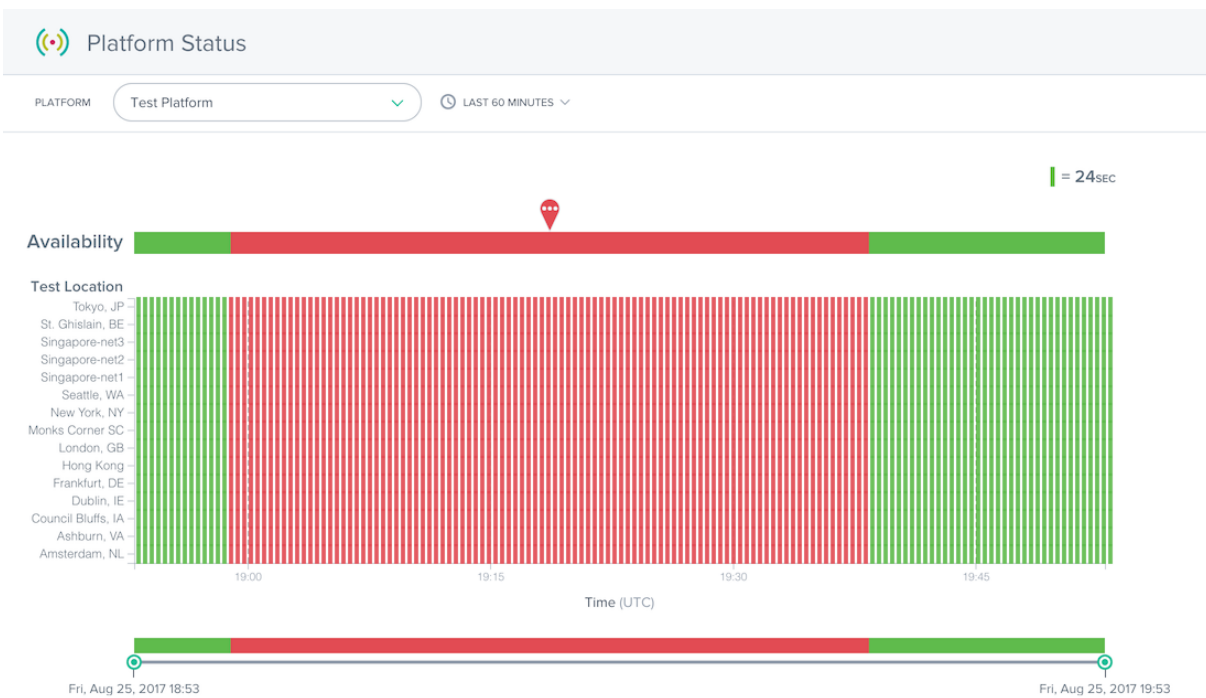 Platform Status
PLATFORM Test Platform LAST 60 MINUTES
= 24SEC
Availability
Test Location
Tokyo, JP
St. Ghislain, BE
Singapore-net3
Singapore-net2
Singapore-net1
Seattle, WA
New York, NY
Monks Corner SC
London, GB
Hong Kong
Frankfurt, DE
Dublin, IE
Council Bluffs, IA
Ashburn, VA
Amsterdam, NL
19:00 19:15 19:30 19:45
Time (UTC)
Fri, Aug 25, 2017 18:53 Fri, Aug 25, 2017 19:53